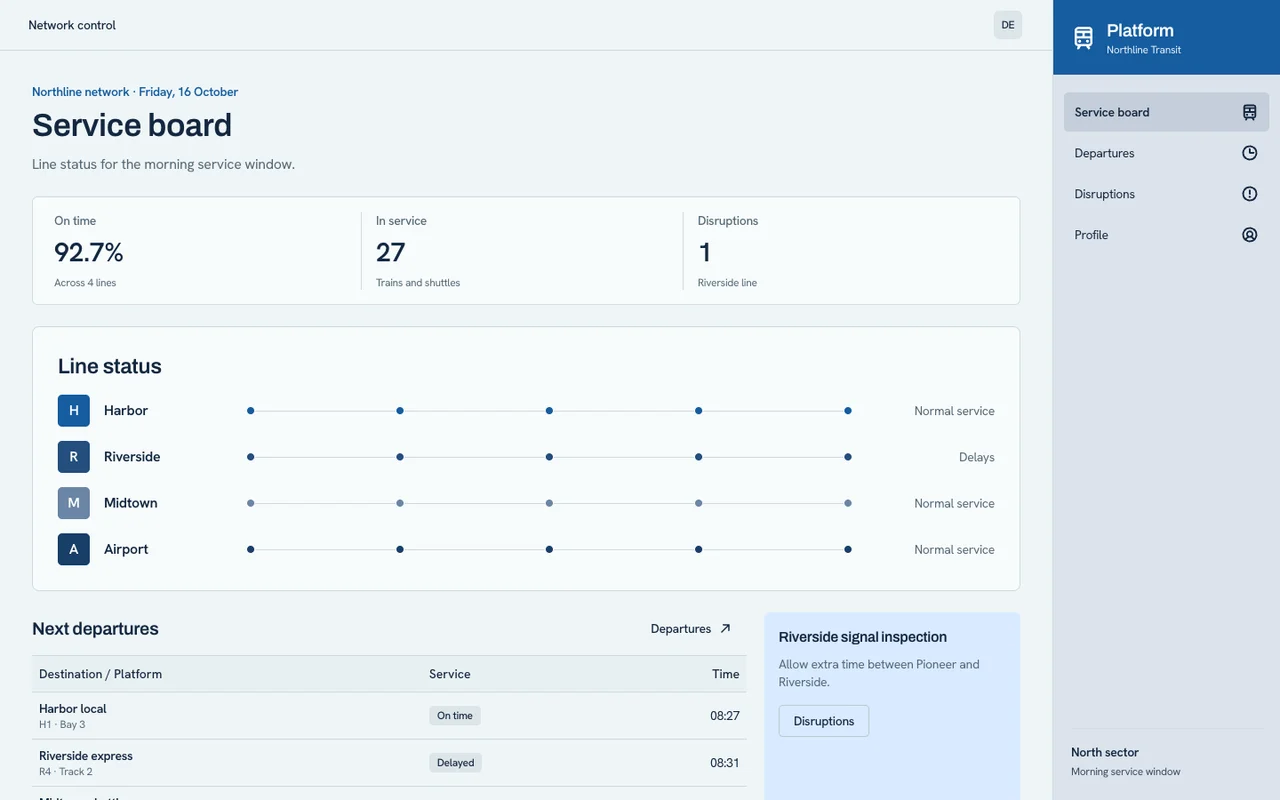 Network control
DE
Northline network · Friday, 16 October
Service board
Line status for the morning service window.
On time
92.7%
Across 4 lines
In service
27
Trains and shuttles
Disruptions
1
Riverside line
Line status
H Harbor Normal service
R Riverside Delays
M Midtown Normal service
A Airport Normal service
Next departures
Departures
Destination / Platform Service Time
Harbor local
H1 · Bay 3
On time
08:27
Riverside express
R4 · Track 2
Delayed
08:31
Riverside signal inspection
Allow extra time between Pioneer and
Riverside.
Disruptions
Platform
Northline Transit
Service board
Departures
Disruptions
Profile
North sector
Morning service window